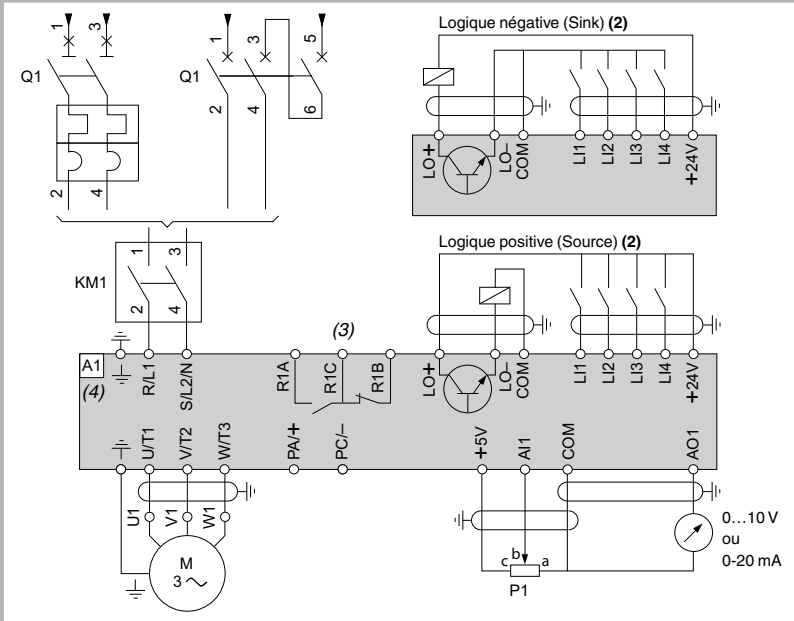 1 3
Q1
2 4
1 3 5
Q1
2 4 6
Logique négative (Sink) (2)
LO+ LO- COM LI1 LI2 LI3 LI4 +24V
KM1
1 3
2 4
Logique positive (Source) (2)
(3)
A1
(4)
R/L1 S/L2/N R1A R1C R1B LO+ LO- COM LI1 LI2 LI3 LI4 +24V
U/T1 V/T2 W/T3 PA/+ PC/– +5V AI1 COM AO1
U1 V1 W1
M
3
c b a
P1
0...10 V
ou
0-20 mA